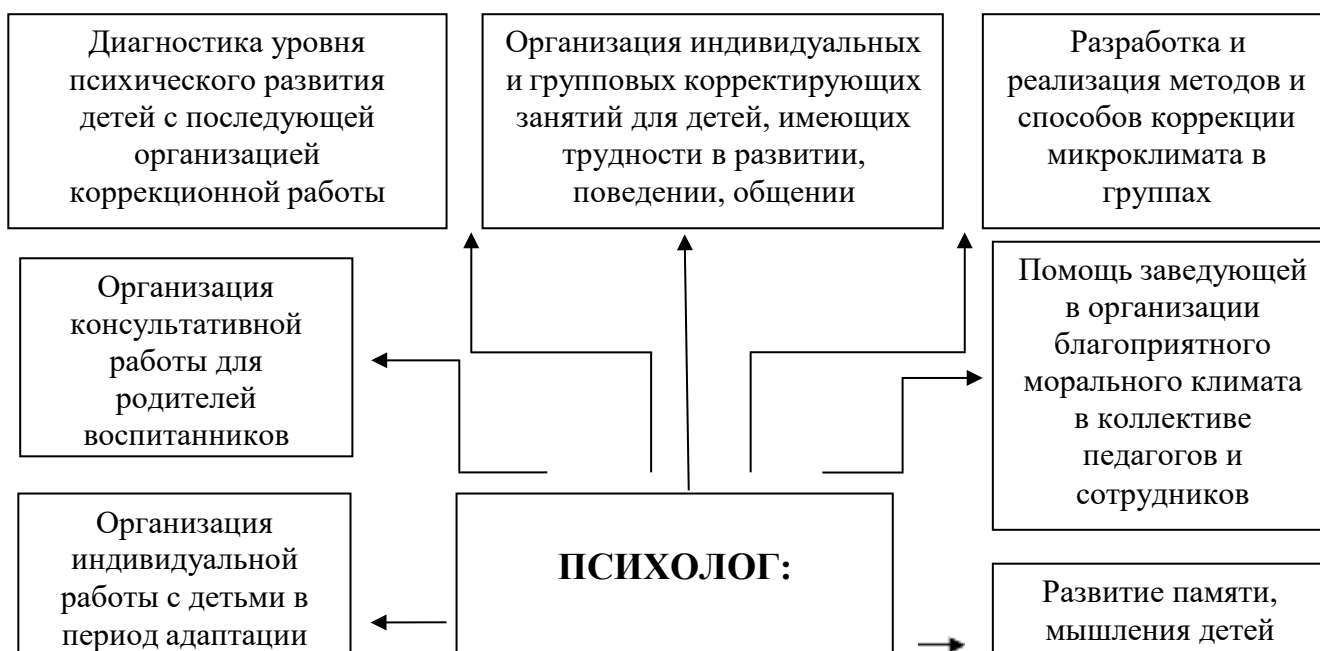 Диагностика уровня
психического развития
детей с последующей
организацией
коррекционной работы
Организация индивидуальных
и групповых корректирующих
занятий для детей, имеющих
трудности в развитии,
поведении, общении
Разработка и
реализация методов и
способов коррекции
микроклимата в
группах
Организация
консультативной
работы для
родителей
воспитанников
Помощь заведующей
в организации
благоприятного
морального климата
в коллективе
педагогов и
сотрудников
Организация
индивидуальной
работы с детьми в
период адаптации
ПСИХОЛОГ:
Развитие памяти,
мышления детей